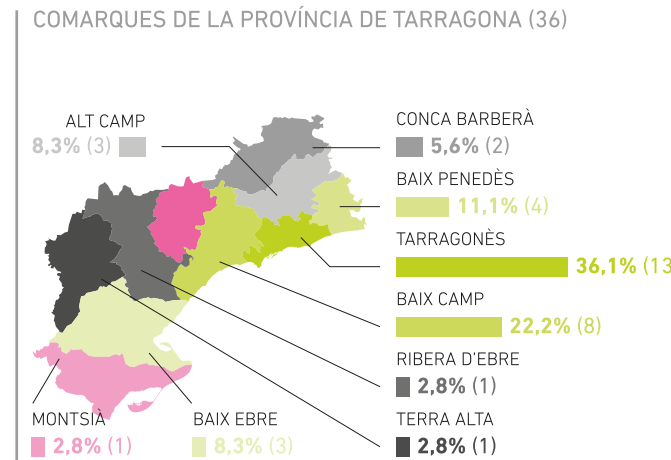 COMARQUES DE LA PROVÍNCIA DE TARRAGONA (36)
ALT CAMP
8,3% (3)
CONCA BARBERÀ
5,6% (2)
BAIX PENEDÈS
11,1% (4)
TARRAGONÈS
36,1% (13
BAIX CAMP
22,2% (8)
RIBERA D'EBRE
2,8% (1)
MONTSIÀ
2,8% (1)
BAIX EBRE
8,3% (3)
TERRA ALTA
2,8% (1)